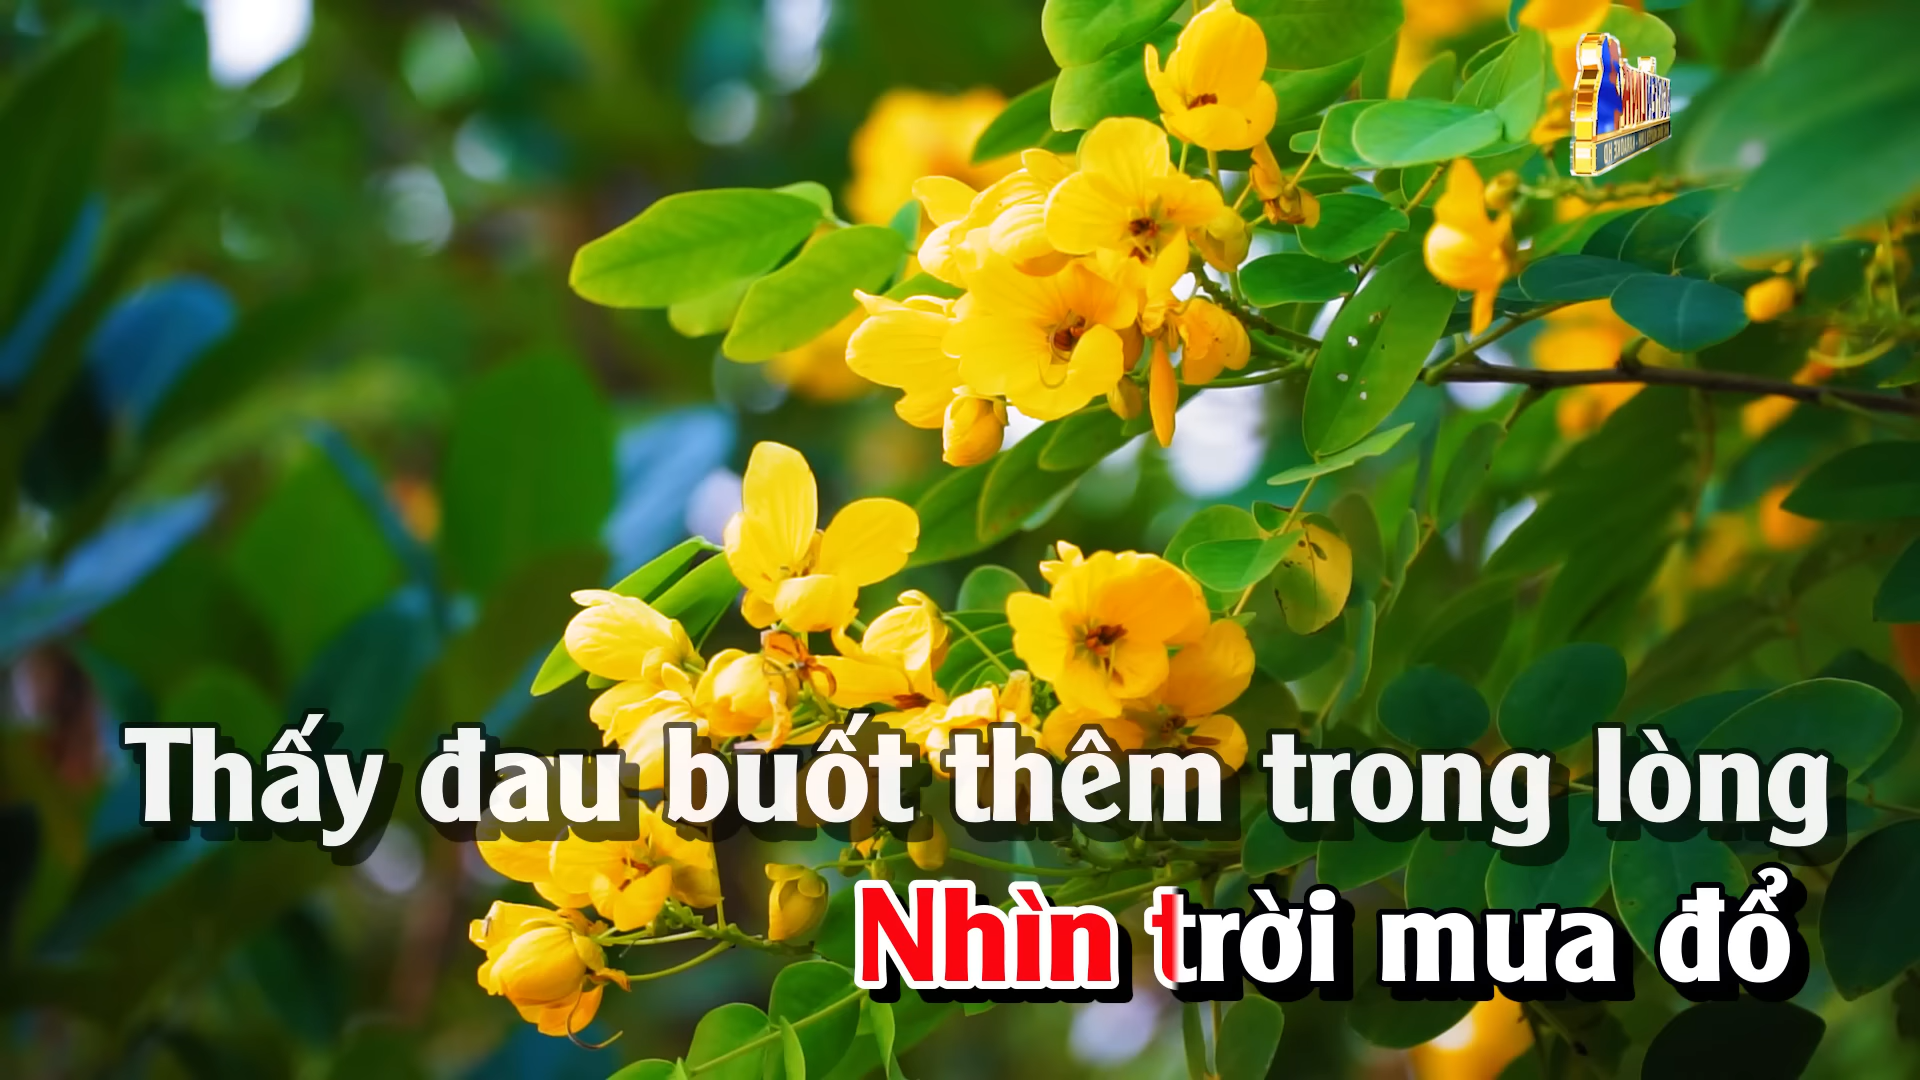 Thấy đau buốt thêm trong lòng
Nhìn trời mưa đổ